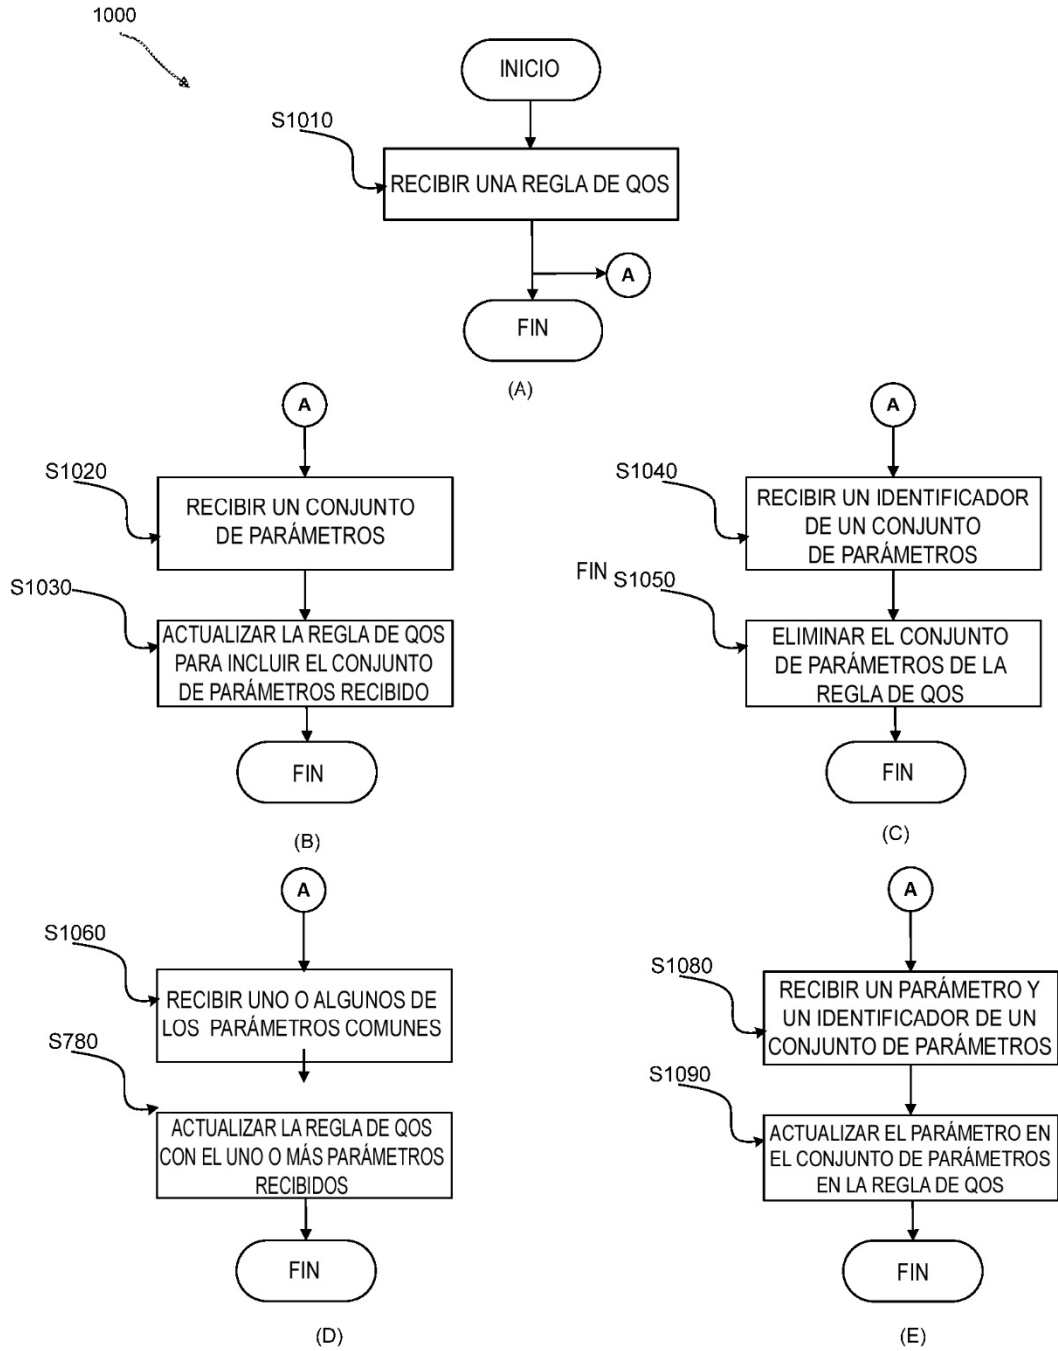 1000
INICIO
S1010
RECIBIR UNA REGLA DE QOS
A
FIN
(A)
A
S1020
RECIBIR UN CONJUNTO
DE PARÁMETROS
S1030
ACTUALIZAR LA REGLA DE QOS
PARA INCLUIR EL CONJUNTO
DE PARÁMETROS RECIBIDO
FIN
(B)
A
S1040
RECIBIR UN IDENTIFICADOR
DE UN CONJUNTO
DE PARÁMETROS
FIN S1050
ELIMINAR EL CONJUNTO
DE PARÁMETROS DE LA
REGLA DE QOS
FIN
(C)
A
S1060
RECIBIR UNO O ALGUNOS DE
LOS PARÁMETROS COMUNES
S780
ACTUALIZAR LA REGLA DE QOS
CON EL UNO O MÁS PARÁMETROS
RECIBIDOS
FIN
(D)
A
S1080
RECIBIR UN PARÁMETRO Y
UN IDENTIFICADOR DE UN
CONJUNTO DE PARÁMETROS
S1090
ACTUALIZAR EL PARÁMETRO EN
EL CONJUNTO DE PARÁMETROS
EN LA REGLA DE QOS
FIN
(E)